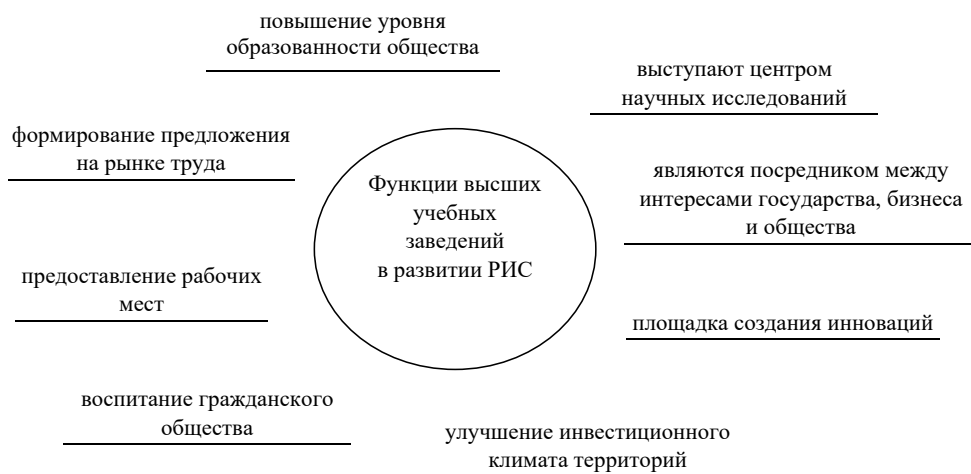 повышение уровня
образованности общества
выступают центром
научных исследований
формирование предложения
на рынке труда
Функции высших
учебных
заведений
в развитии РИС
являются посредником между
интересами государства, бизнеса
и общества
предоставление рабочих
мест
площадка создания инноваций
воспитание гражданского
общества
улучшение инвестиционного
климата территорий